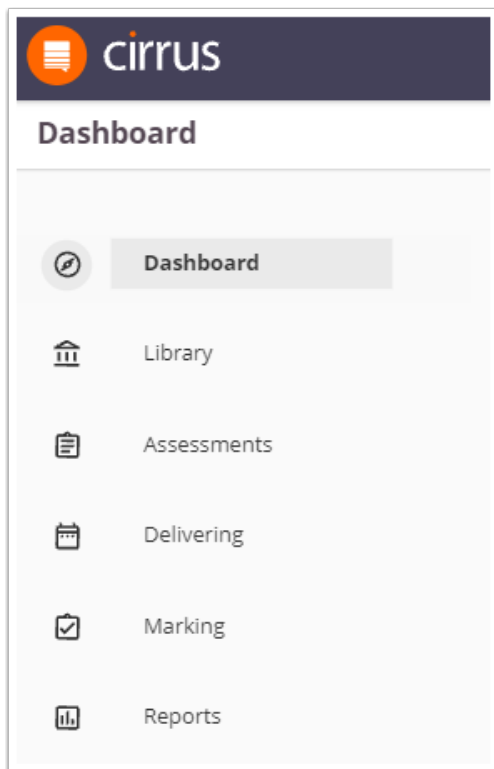 cirrus
Dashboard
Dashboard
Library
Assessments
Delivering
Marking
Reports